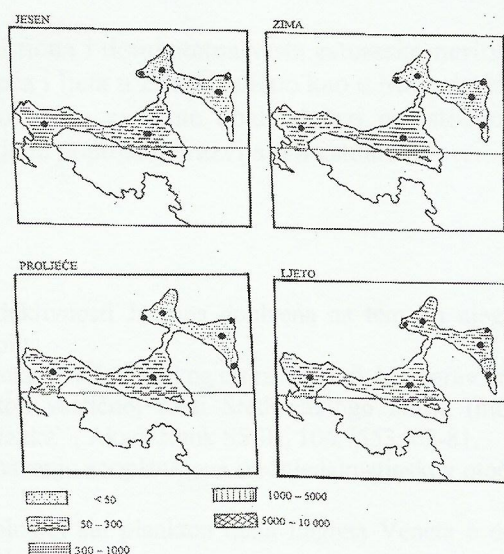 JESEN
ZIMA
PROLJEĆE
LJETO
< 50
1000 – 5000
50 – 300
5000 – 10 000
300 – 1000